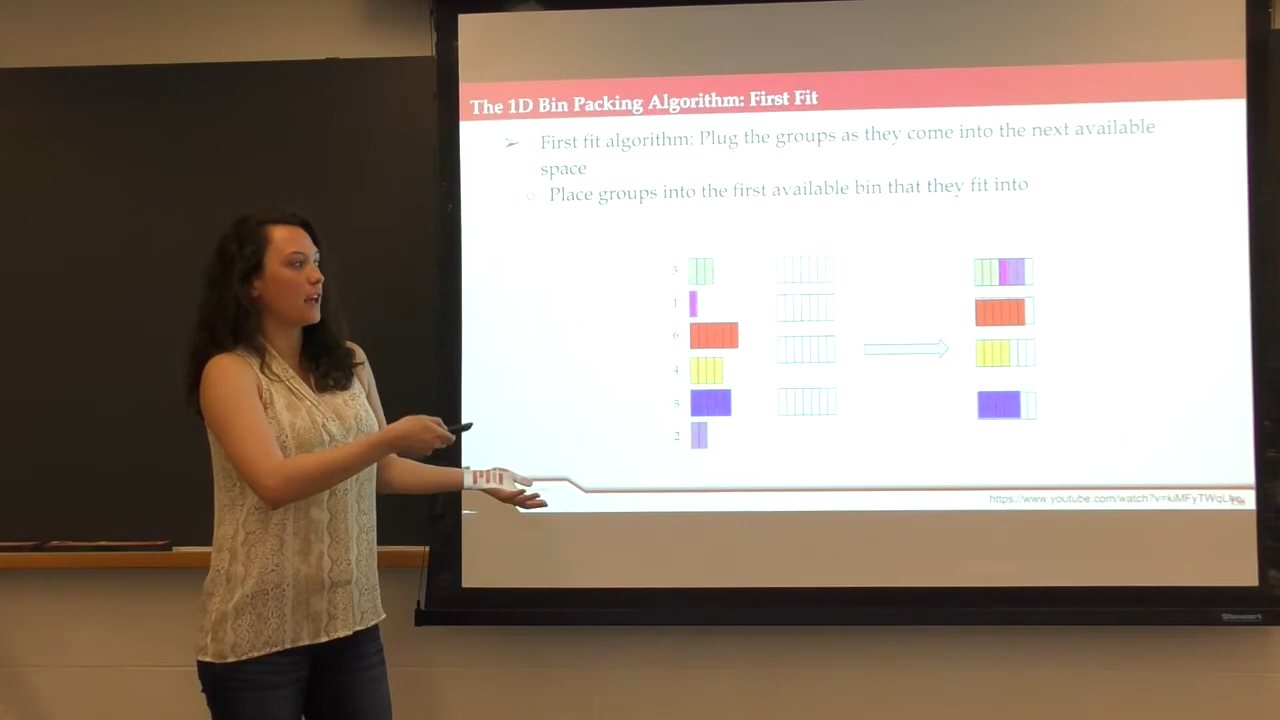 The 1D Bin Packing Algorithm: First Fit
➢ First fit algorithm: Plug the groups as they come into the next available
space
○ Place groups into the first available bin that they fit into
3
1
6
4
5
2
Stewart